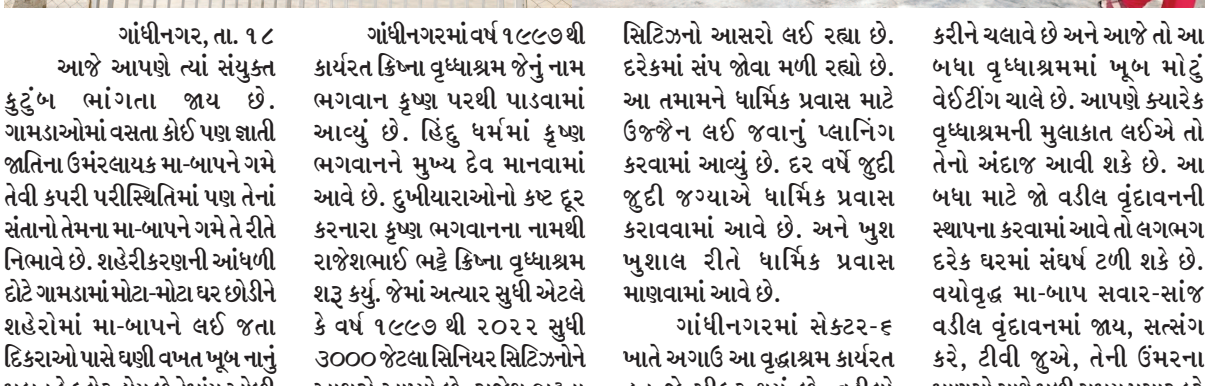 ગાંધીનગર, તા. ૧૮
આજે આપણે ત્યાં સંયુક્ત
કુટુંબ ભાંગતા જાય છે.
ગામડાઓમાં વસતા કોઈ પણ જ્ઞાતી
જાતિના ઉમંરલાયક મા-બાપને ગમે
તેવી કપરી પરીસ્થિતિમાં પણ તેનાં
સંતાનો તેમના મા-બાપને ગમે તે રીતે
નિભાવે છે. શહેરીકરણની આંધળી
દોટે ગામડામાં મોટા-મોટા ઘર છોડીને
શહેરોમાં મા-બાપને લઈ જતા
દિકરાઓ પાસે ઘણી વખત ખૂબ નાનું
ગાંધીનગરમાં વર્ષ ૧૯૯૭ થી
કાર્યરત ક્રિષ્ના વૃધ્ધાશ્રમ જેનું નામ
ભગવાન કૃષ્ણ પરથી પાડવામાં
આવ્યું છે. હિંદુ ધર્મમાં કૃષ્ણ
ભગવાનને મુખ્ય દેવ માનવામાં
આવે છે. દુખીયારાઓનો કષ્ટ દૂર
કરનારા કૃષ્ણ ભગવાનના નામથી
રાજેશભાઈ ભટ્ટે ક્રિષ્ના વૃધ્ધાશ્રમ
શરૂ કર્યુ. જેમાં અત્યાર સુધી એટલે
કે વર્ષ ૧૯૯૭ થી ૨૦૨૨ સુધી
૩૦૦૦ જેટલા સિનિયર સિટિઝનોને
સિટિઝનો આસરો લઈ રહ્યા છે.
દરેકમાં સંપ જોવા મળી રહ્યો છે.
આ તમામને ધાર્મિક પ્રવાસ માટે
ઉજ્જૈન લઈ જવાનું પ્લાનિંગ
કરવામાં આવ્યું છે. દર વર્ષે જુદી
જુદી જગ્યાએ ધાર્મિક પ્રવાસ
કરાવવામાં આવે છે. અને ખુશ
ખુશાલ રીતે ધાર્મિક પ્રવાસ
માણવામાં આવે છે.
ગાંધીનગરમાં સેક્ટર-૬
ખાતે અગાઉ આ વૃદ્ધાશ્રમ કાર્યરત
કરીને ચલાવે છે અને આજે તો આ
બધા વૃધ્ધાશ્રમમાં ખૂબ મોટું
વેઈટીંગ ચાલે છે. આપણે ક્યારેક
વૃધ્ધાશ્રમની મુલાકાત લઈએ તો
તેનો અંદાજ આવી શકે છે. આ
બધા માટે જો વડીલ વૃંદાવનની
સ્થાપના કરવામાં આવે તો લગભગ
દરેક ઘરમાં સંઘર્ષ ટળી શકે છે.
વયોવૃદ્ધ મા-બાપ સવાર-સાંજ
વડીલ વૃંદાવનમાં જાય, સત્સંગ
કરે, ટીવી જુએ, તેની ઉંમરના